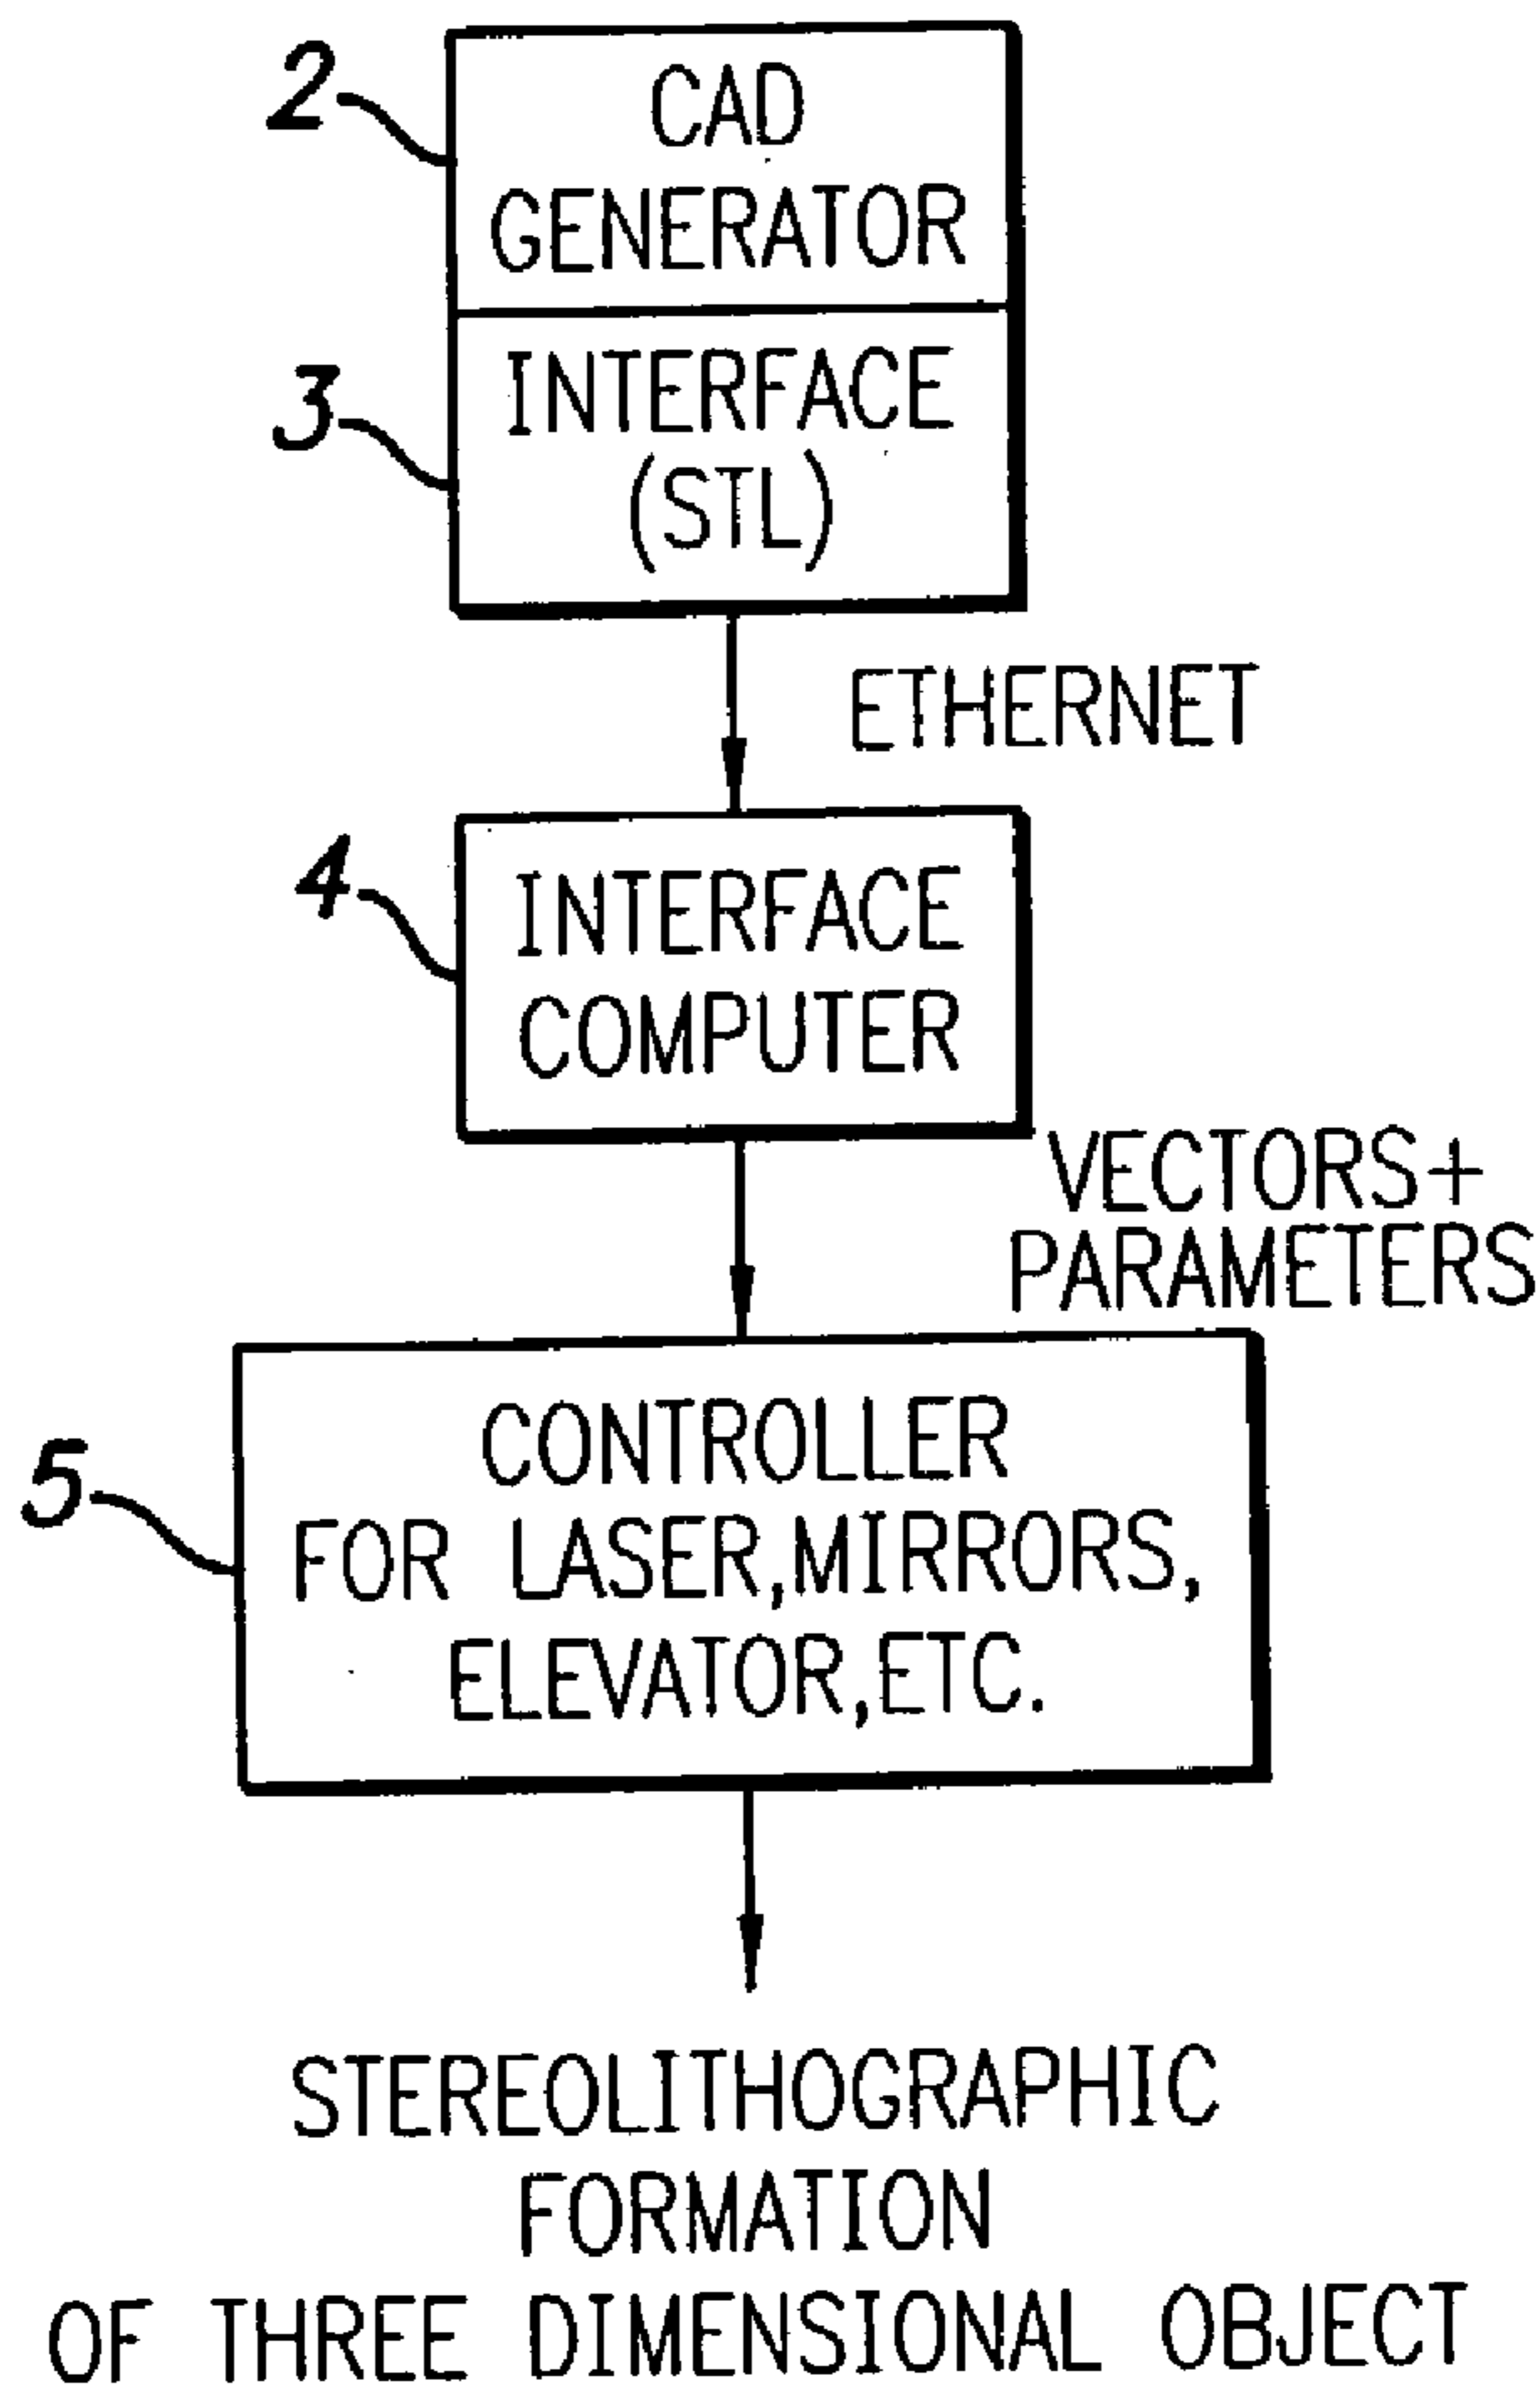 2
CAD
GENERATOR
3
INTERFACE
(STL)
ETHERNET
4
INTERFACE
COMPUTER
VECTORS+
PARAMETERS
5
CONTROLLER
FOR LASER,MIRRORS,
ELEVATOR,ETC.
STEREOLITHOGRAPHIC
FORMATION
OF THREE DIMENSIONAL OBJECT